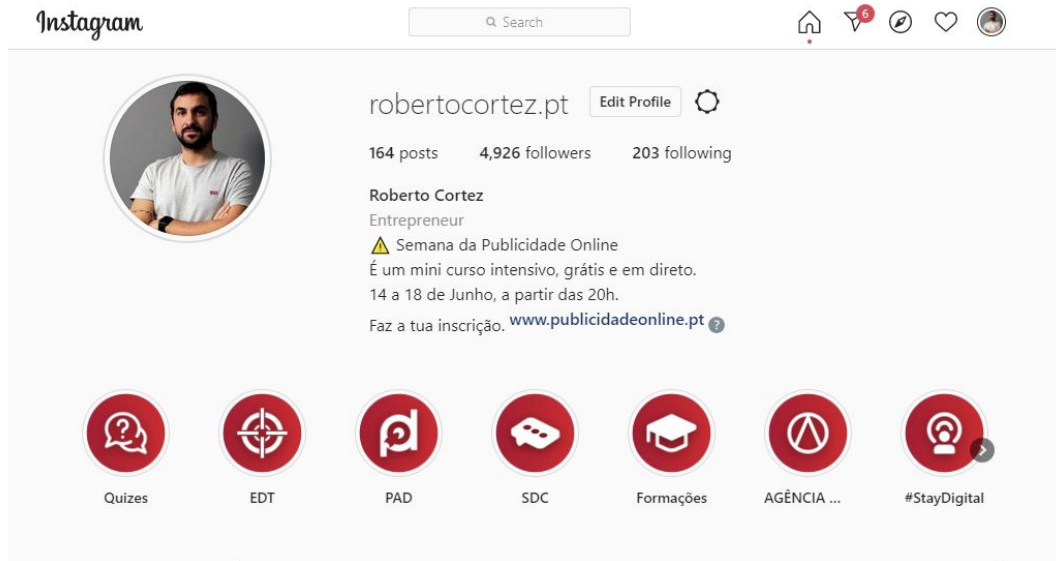 Instagram
Search
6
robertocortez.pt Edit Profile
164 posts 4,926 followers 203 following
Roberto Cortez
Entrepreneur
⚠ Semana da Publicidade Online
É um mini curso intensivo, grátis e em direto.
14 a 18 de Junho, a partir das 20h.
Faz a tua inscrição. www.publicidadeonline.pt ?
Quizes EDT PAD SDC Formações AGÊNCIA ... #StayDigital